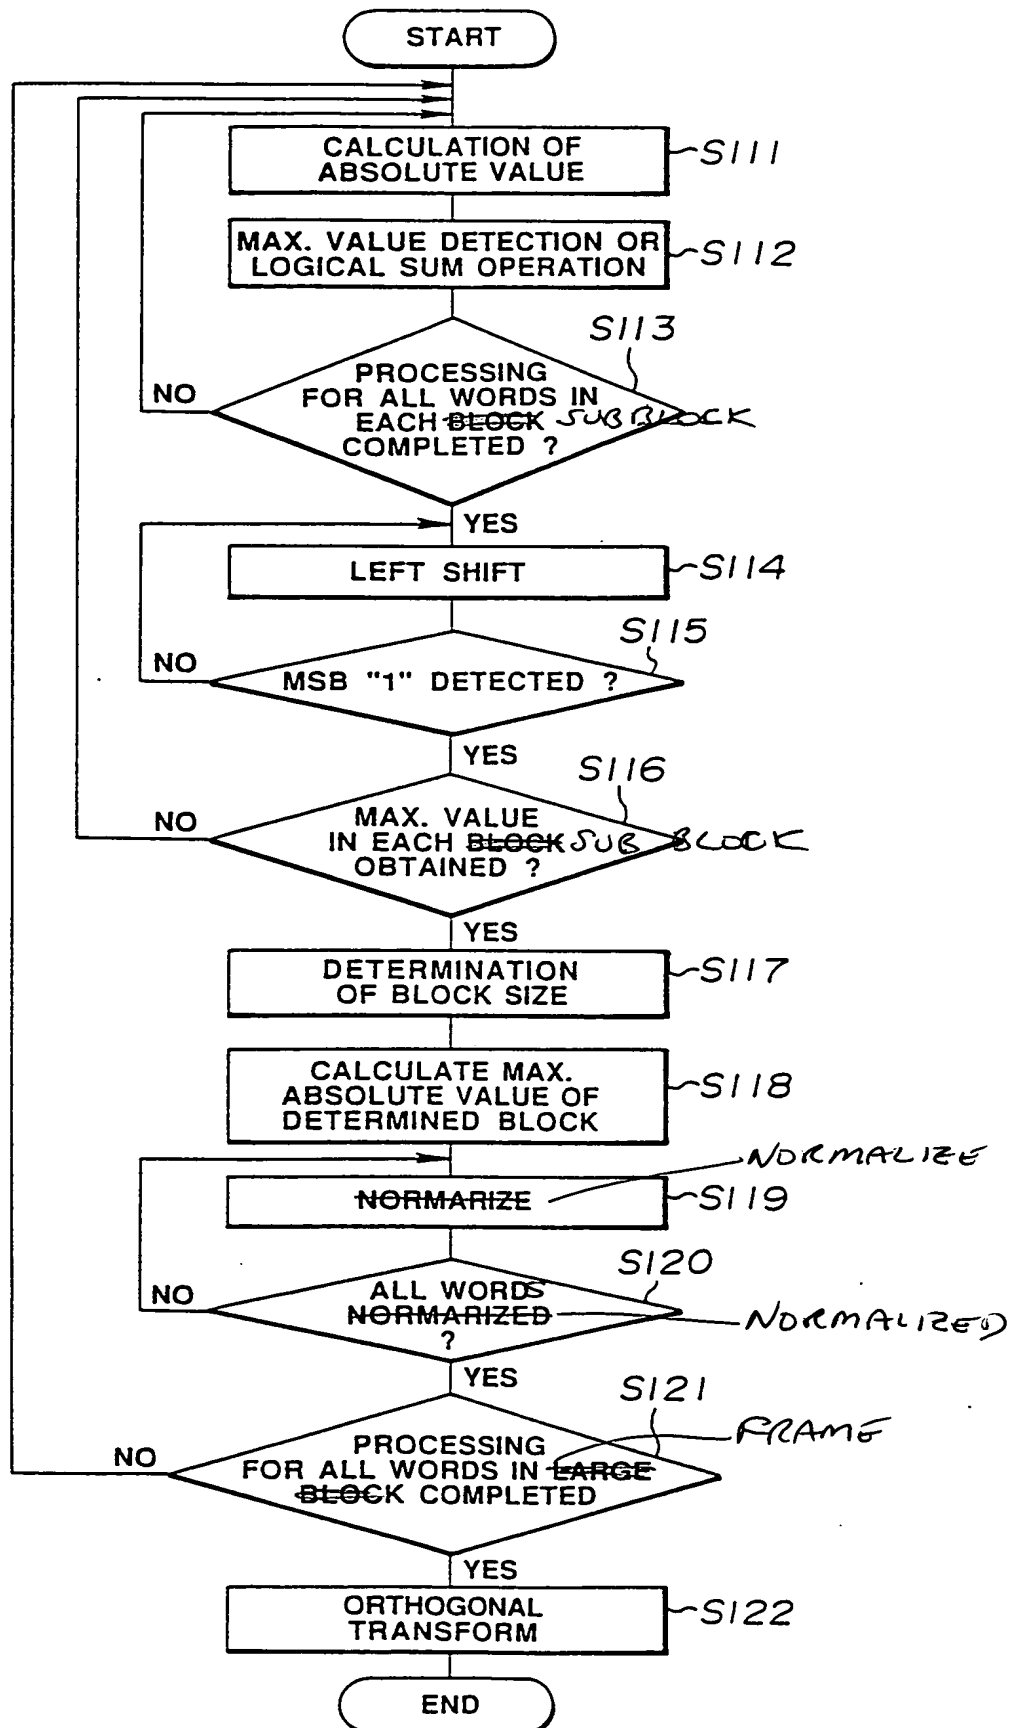 START
CALCULATION OF
ABSOLUTE VALUE
S111
MAX. VALUE DETECTION OR
LOGICAL SUM OPERATION
S112
S113
PROCESSING
FOR ALL WORDS IN
EACH BLOCK SUB BLOCK
COMPLETED ?
NO
YES
LEFT SHIFT
S114
S115
MSB "1" DETECTED ?
NO
YES
S116
MAX. VALUE
IN EACH BLOCK SUB BLOCK
OBTAINED ?
NO
YES
DETERMINATION
OF BLOCK SIZE
S117
CALCULATE MAX.
ABSOLUTE VALUE OF
DETERMINED BLOCK
S118
NORMALIZE
NORMARIZE
S119
S120
ALL WORDS
NORMARIZED
?
NORMALIZED
NO
YES
S121
FRAME
PROCESSING
FOR ALL WORDS IN LARGE
BLOCK COMPLETED
NO
YES
ORTHOGONAL
TRANSFORM
S122
END